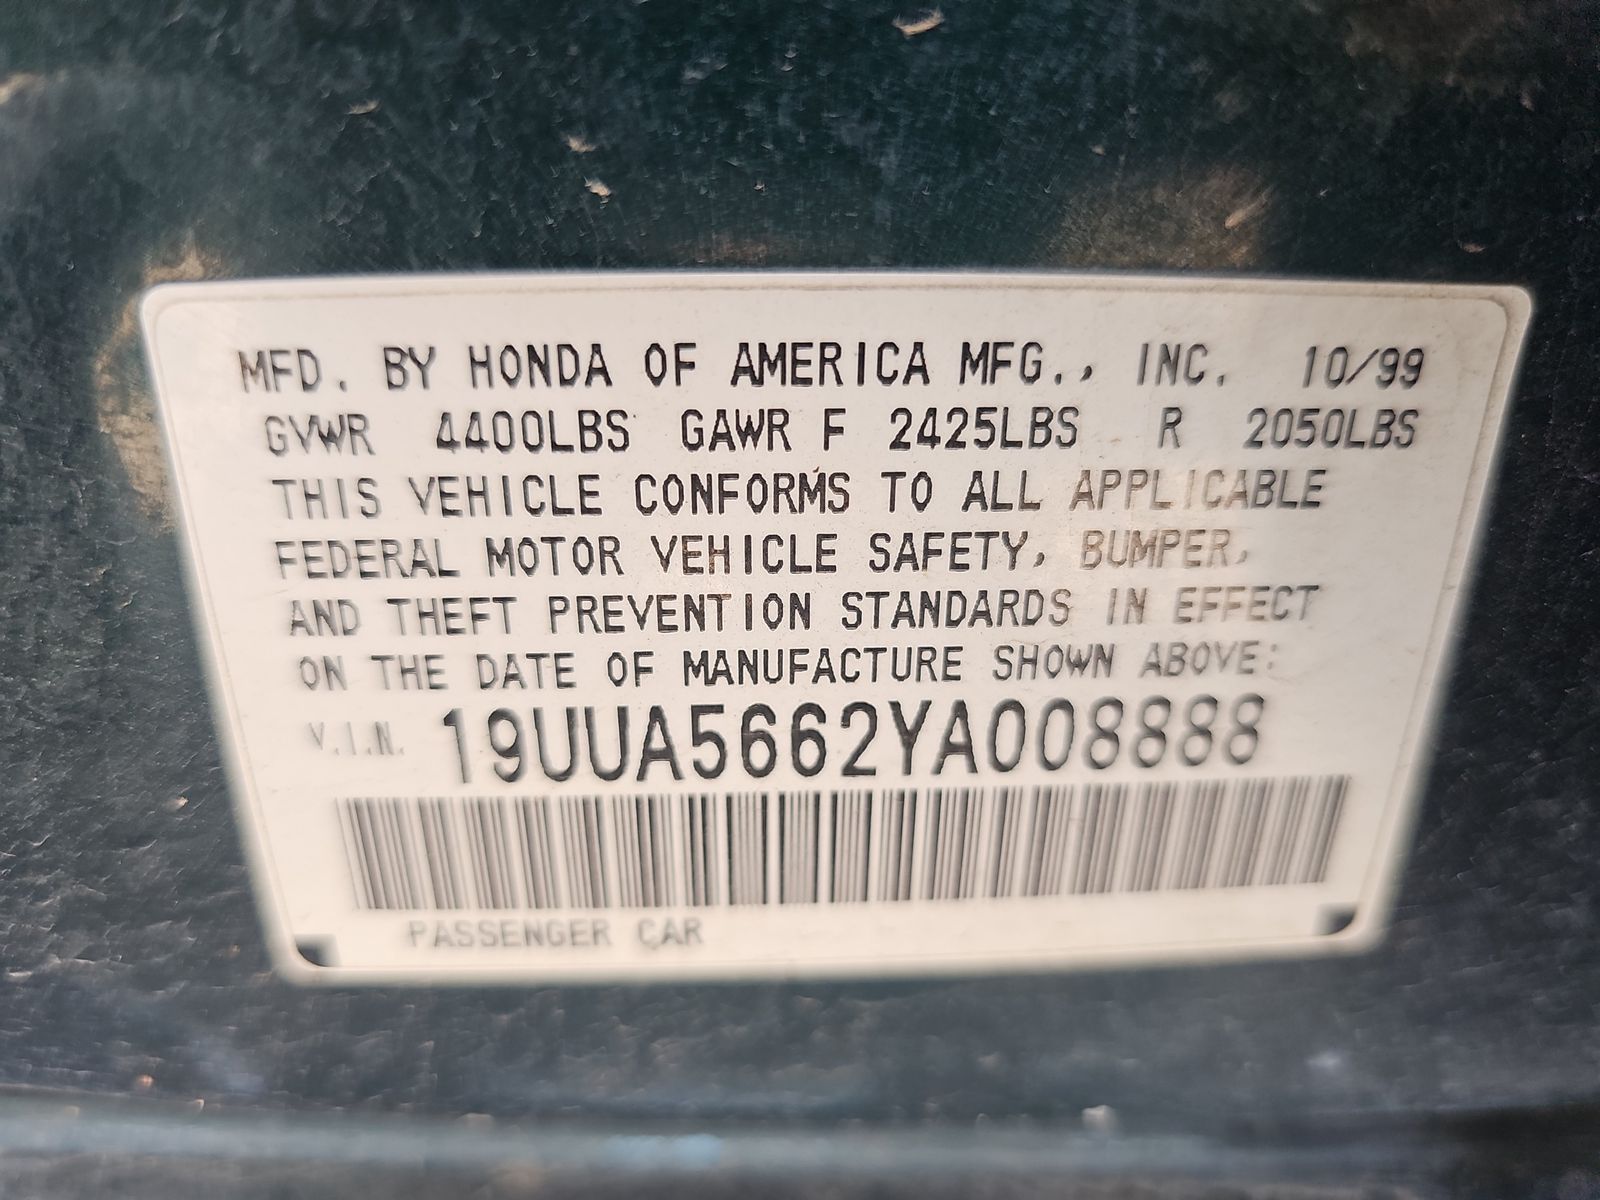 MFD. BY HONDA OF AMERICA MFG., INC. 10/99
GVWR 4400LBS GAWR F 2425LBS R 2050LBS
THIS VEHICLE CONFORMS TO ALL APPLICABLE
FEDERAL MOTOR VEHICLE SAFETY, BUMPER,
AND THEFT PREVENTION STANDARDS IN EFFECT
ON THE DATE OF MANUFACTURE SHOWN ABOVE:
V.I.N. 19UUA5662YA008888
PASSENGER CAR